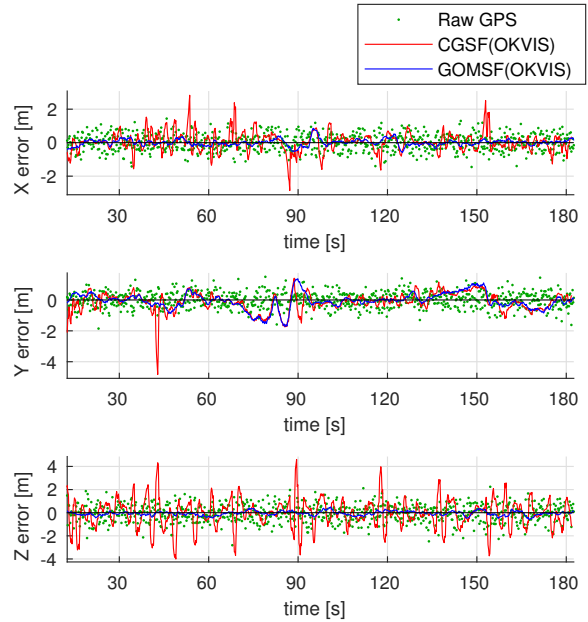 Raw GPS
CGSF(OKVIS)
GOMSF(OKVIS)
2
0
-2
X error [m]
30 60 90 120 150 180
time [s]
0
-2
-4
Y error [m]
30 60 90 120 150 180
time [s]
4
2
0
-2
-4
Z error [m]
30 60 90 120 150 180
time [s]